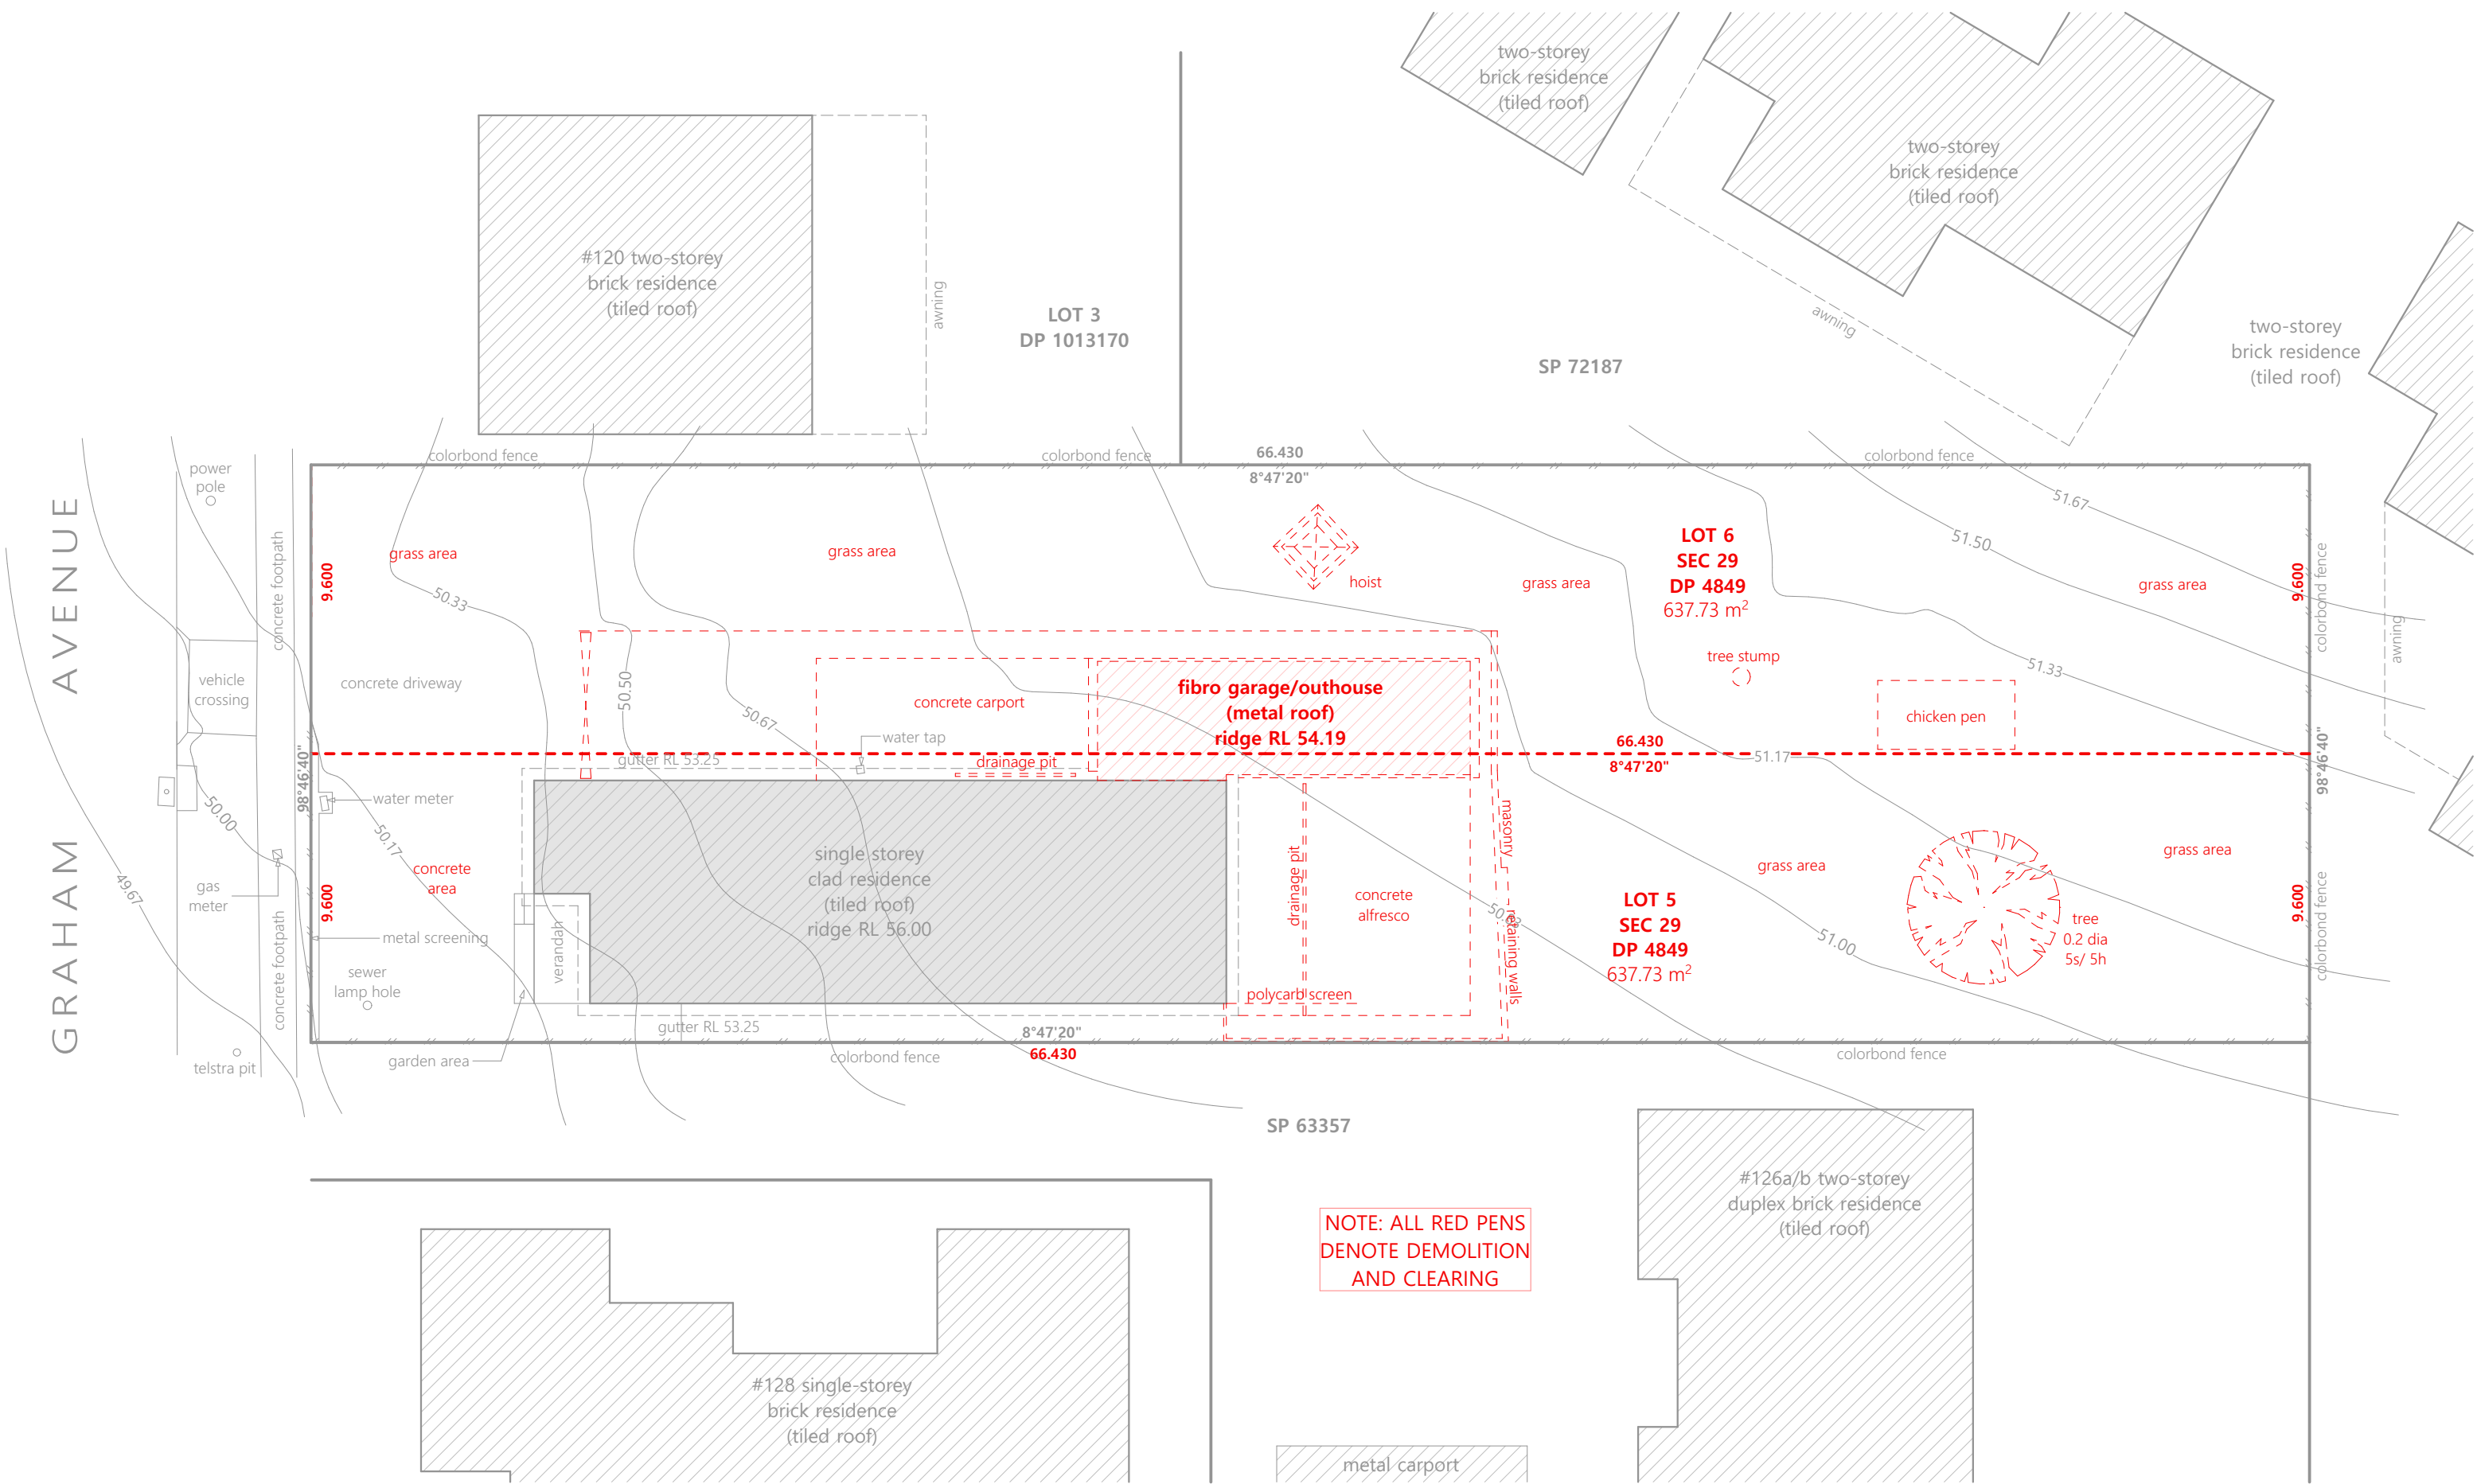 two-storey
brick residence
(tiled roof)
two-storey
brick residence
(tiled roof)
#120 two-storey
brick residence
(tiled roof)
awning
LOT 3
DP 1013170
SP 72187
awning
two-storey
brick residence
(tiled roof)
power
pole
colorbond fence
colorbond fence
66.430
8°47'20"
colorbond fence
51.67
51.50
GRAHAM AVENUE
concrete footpath
9.600
grass area
50.33
grass area
hoist
grass area
LOT 6
SEC 29
DP 4849
637.73 m²
grass area
9.600
colorbond fence
awning
vehicle
crossing
concrete driveway
50.50
50.67
concrete carport
fibro garage/outhouse
(metal roof)
ridge RL 54.19
tree stump
chicken pen
51.33
water tap
gutter RL 53.25
drainage pit
66.430
8°47'20"
51.17
98°46'40"
98°46'40"
water meter
50.00
50.17
49.67
gas
meter
concrete
area
9.600
concrete footpath
metal screening
sewer
lamp hole
verandah
single storey
clad residence
(tiled roof)
ridge RL 56.00
drainage pit
concrete
alfresco
masonry
retaining walls
polycarb screen
LOT 5
SEC 29
DP 4849
637.73 m²
grass area
51.00
tree
0.2 dia
5s/ 5h
grass area
9.600
colorbond fence
telstra pit
garden area
gutter RL 53.25
8°47'20"
66.430
colorbond fence
colorbond fence
SP 63357
#126a/b two-storey
duplex brick residence
(tiled roof)
NOTE: ALL RED PENS
DENOTE DEMOLITION
AND CLEARING
#128 single-storey
brick residence
(tiled roof)
metal carport